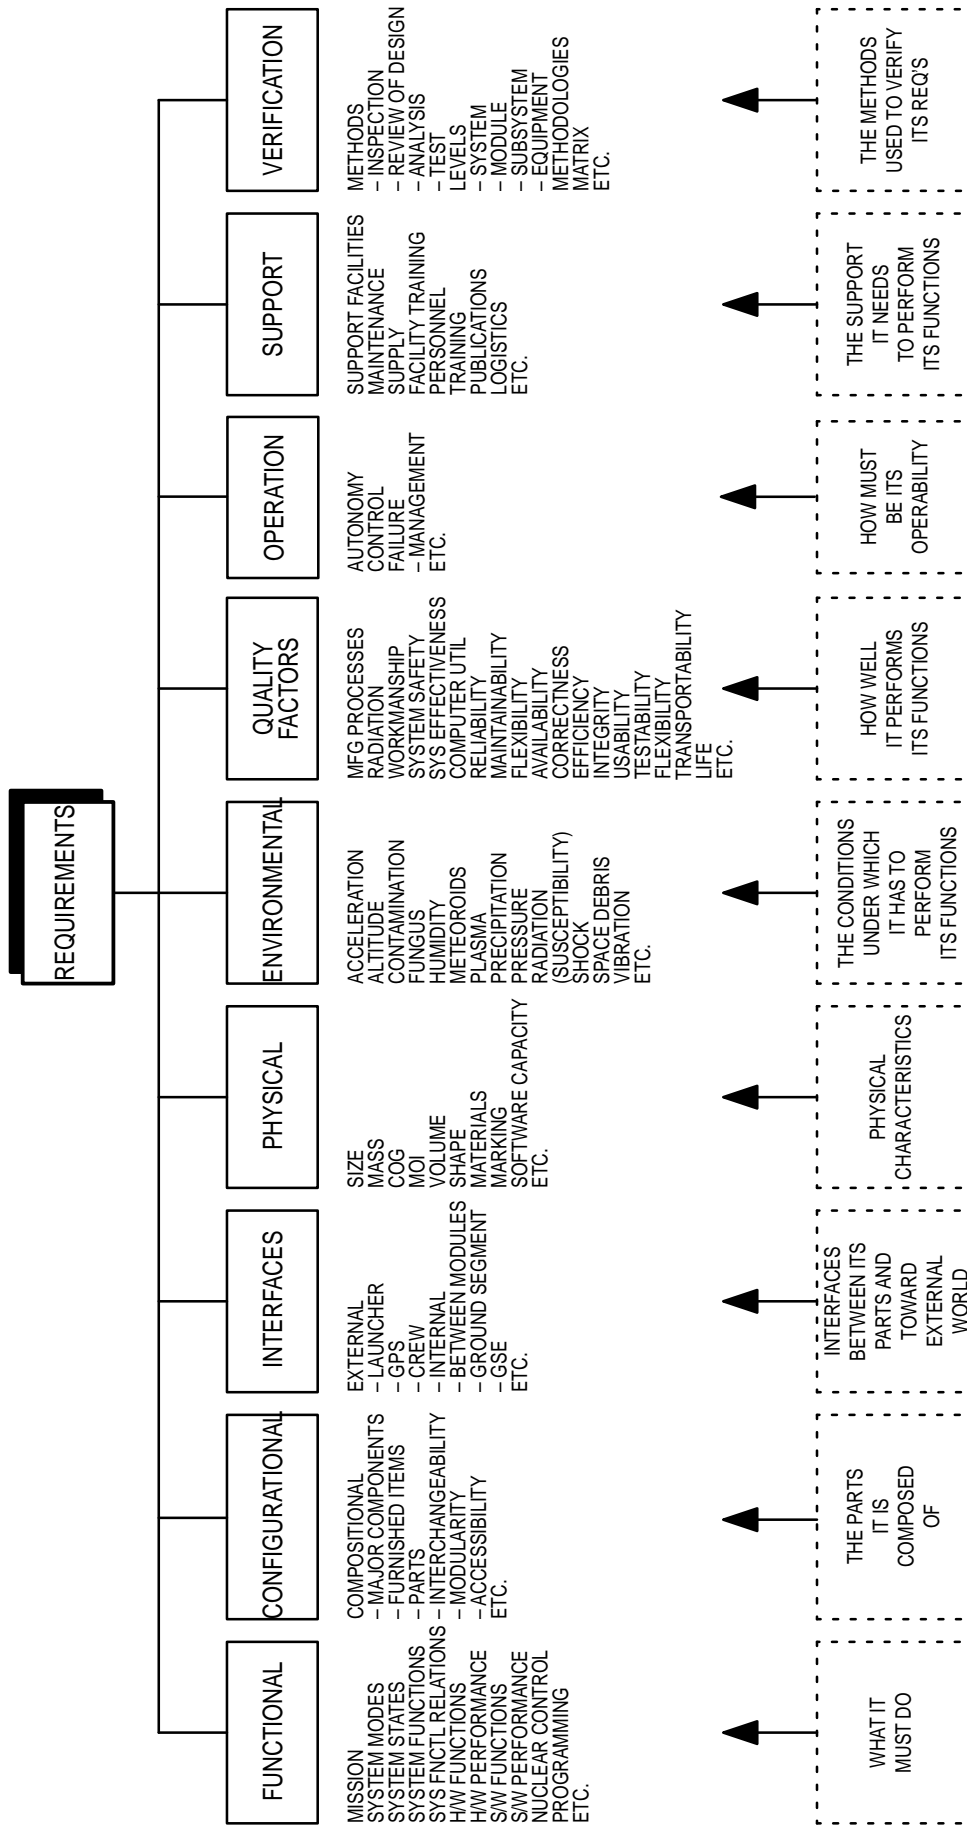 REQUIREMENTS
FUNCTIONAL
MISSION
SYSTEM MODES
SYSTEM STATES
SYSTEM FUNCTIONS
SYS FNCTL RELATIONS
H/W FUNCTIONS
H/W PERFORMANCE
S/W FUNCTIONS
S/W PERFORMANCE
NUCLEAR CONTROL
PROGRAMMING
ETC.
WHAT IT
MUST DO
CONFIGURATIONAL
COMPOSITIONAL
– MAJOR COMPONENTS
– FURNISHED ITEMS
– PARTS
– INTERCHANGEABILITY
– MODULARITY
– ACCESSIBILITY
ETC.
THE PARTS
IT IS
COMPOSED
OF
INTERFACES
EXTERNAL
– LAUNCHER
– GPS
– CREW
– INTERNAL
– BETWEEN MODULES
– GROUND SEGMENT
– GSE
ETC.
INTERFACES
BETWEEN ITS
PARTS AND
TOWARD
EXTERNAL
WORLD
PHYSICAL
SIZE
MASS
COG
MOI
VOLUME
SHAPE
MATERIALS
MARKING
SOFTWARE CAPACITY
ETC.
PHYSICAL
CHARACTERISTICS
ENVIRONMENTAL
ACCELERATION
ALTITUDE
CONTAMINATION
FUNGUS
HUMIDITY
METEOROIDS
PLASMA
PRECIPITATION
PRESSURE
RADIATION
(SUSCEPTIBILITY)
SHOCK
SPACE DEBRIS
VIBRATION
ETC.
THE CONDITIONS
UNDER WHICH
IT HAS TO
PERFORM
ITS FUNCTIONS
QUALITY
FACTORS
MFG PROCESSES
RADIATION
WORKMANSHIP
SYSTEM SAFETY
SYS EFFECTIVENESS
COMPUTER UTIL
RELIABILITY
MAINTAINABILITY
FLEXIBILITY
AVAILABILITY
CORRECTNESS
EFFICIENCY
INTEGRITY
USABILITY
TESTABILITY
FLEXIBILITY
TRANSPORTABILITY
LIFE
ETC.
HOW WELL
IT PERFORMS
ITS FUNCTIONS
OPERATION
AUTONOMY
CONTROL
FAILURE
– MANAGEMENT
ETC.
HOW MUST
BE ITS
OPERABILITY
SUPPORT
SUPPORT FACILITIES
MAINTENANCE
SUPPLY
FACILITY TRAINING
PERSONNEL
TRAINING
PUBLICATIONS
LOGISTICS
ETC.
THE SUPPORT
IT NEEDS
TO PERFORM
ITS FUNCTIONS
VERIFICATION
METHODS
– INSPECTION
– REVIEW OF DESIGN
– ANALYSIS
– TEST
LEVELS
– SYSTEM
– MODULE
– SUBSYSTEM
– EQUIPMENT
METHODOLOGIES
MATRIX
ETC.
THE METHODS
USED TO VERIFY
ITS REQ'S